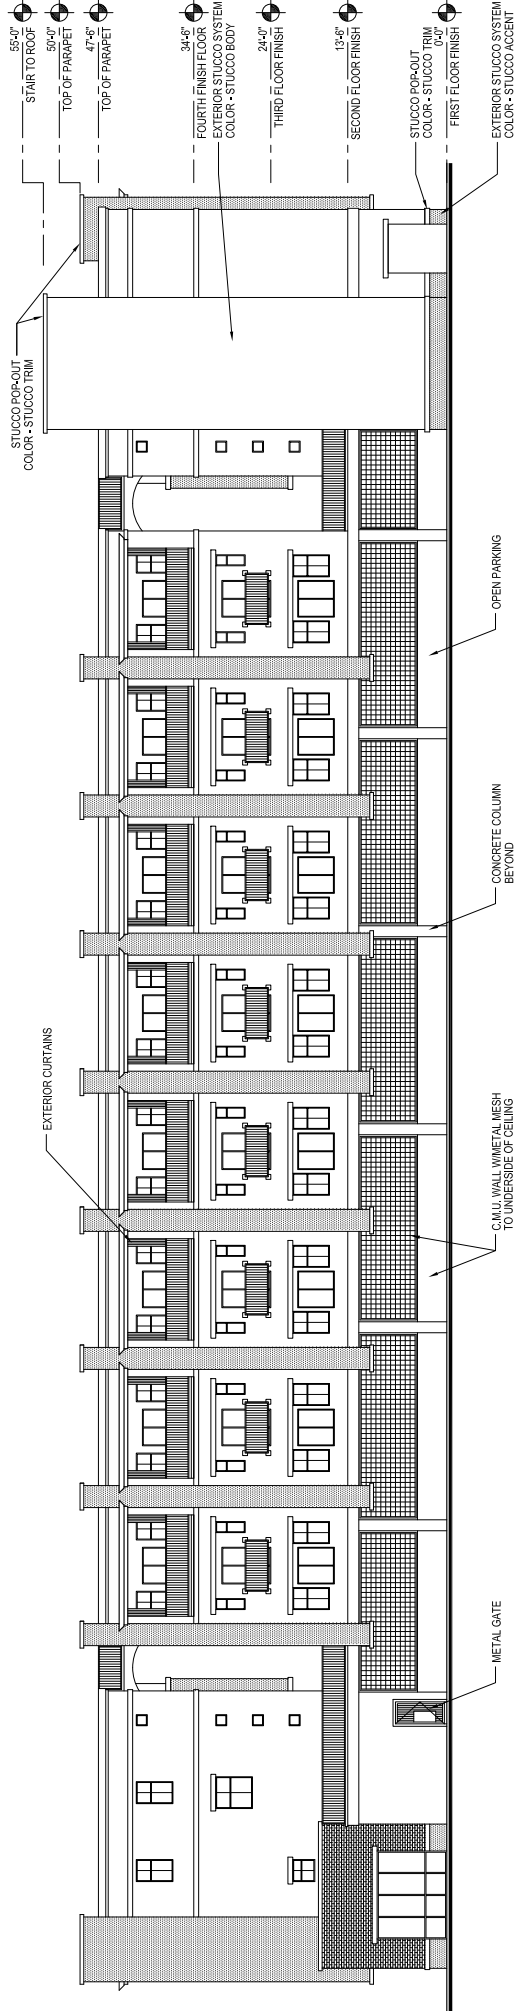 55'-0"
STAIR TO ROOF
50'-0"
TOP OF PARAPET
47'-6"
TOP OF PARAPET
34'-6"
FOURTH FINISH FLOOR
EXTERIOR STUCCO SYSTEM
COLOR - STUCCO BODY
24'-0"
THIRD FLOOR FINISH
13'-6"
SECOND FLOOR FINISH
STUCCO POP-OUT
COLOR - STUCCO TRIM
0'-0"
FIRST FLOOR FINISH
EXTERIOR STUCCO SYSTEM
COLOR - STUCCO ACCENT
STUCCO POP-OUT
COLOR - STUCCO TRIM
OPEN PARKING
CONCRETE COLUMN
BEYOND
EXTERIOR CURTAINS
C.M.U. WALL W/METAL MESH
TO UNDERSIDE OF CEILING
METAL GATE